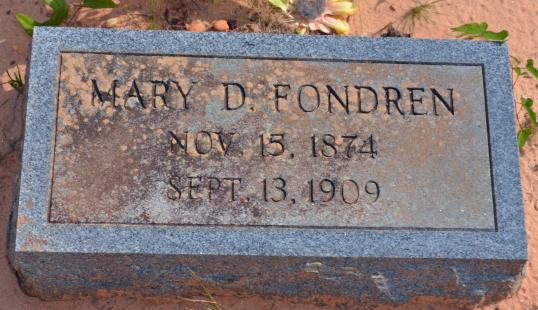 MARY D. FONDREN
NOV. 15, 1874
SEPT. 13, 1909